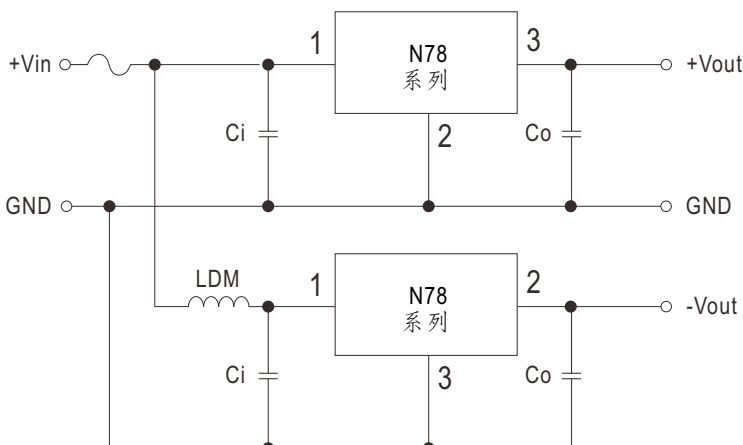 1
N78
系列
3
+Vin
+Vout
Ci
2
Co
GND
GND
LDM
1
N78
系列
2
-Vout
Ci
3
Co